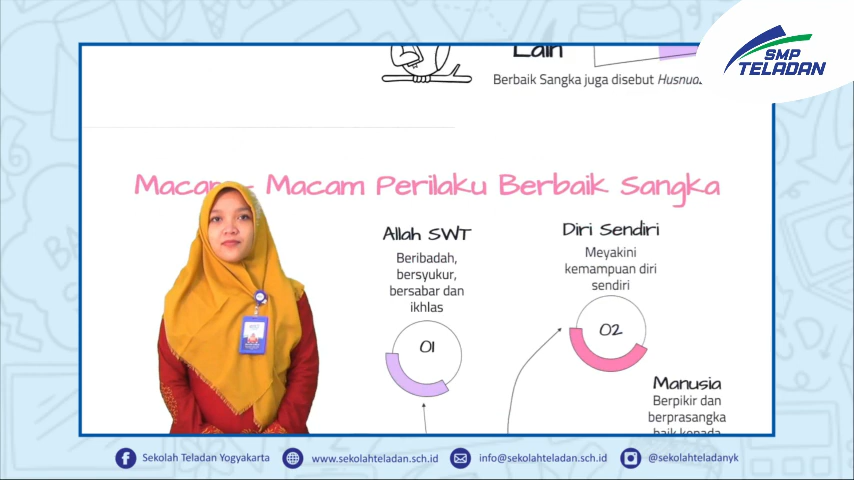 SMP
TELADAN
Lain
Berbaik Sangka juga disebut
Macam - Macam Perilaku Berbaik Sangka
Allah SWT
Beribadah,
bersyukur,
bersabar dan
ikhlas
01
Diri Sendiri
Meyakini
kemampuan diri
sendiri
02
Manusia
Berpikir dan
berprasangka
baik kepada
Sekolah Teladan Yogyakarta
www.sekolahteladan.sch.id
info@sekolahteladan.sch.id
@sekolahteladanyk